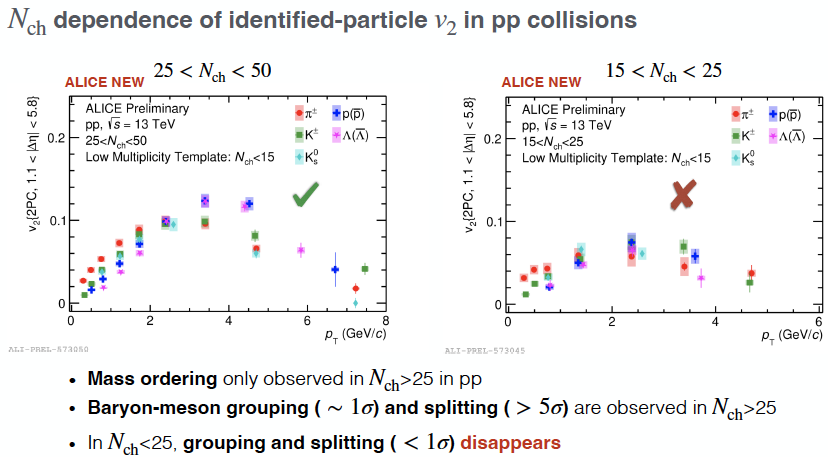 Nch dependence of identified-particle v2 in pp collisions
ALICE NEW 25 < Nch < 50
ALICE Preliminary
pp, √s = 13 TeV
25<Nch<50
Low Multiplicity Template: Nch<15
π± p(p̅)
K± Λ(Λ̅)
K0s
v2{2PC, 1.1 < |Δη| < 5.8}
0.2
0.1
0
0 2 4 6 8
pT (GeV/c)
ALI-PREL-573050
ALICE NEW 15 < Nch < 25
ALICE Preliminary
pp, √s = 13 TeV
15<Nch<25
Low Multiplicity Template: Nch<15
π± p(p̅)
K± Λ(Λ̅)
K0s
v2{2PC, 1.1 < |Δη| < 5.8}
0.2
0.1
0
0 2 4 6
pT (GeV/c)
ALI-PREL-573045
• Mass ordering only observed in Nch>25 in pp
• Baryon-meson grouping ( ~ 1σ) and splitting ( > 5σ) are observed in Nch>25
• In Nch<25, grouping and splitting ( < 1σ) disappears